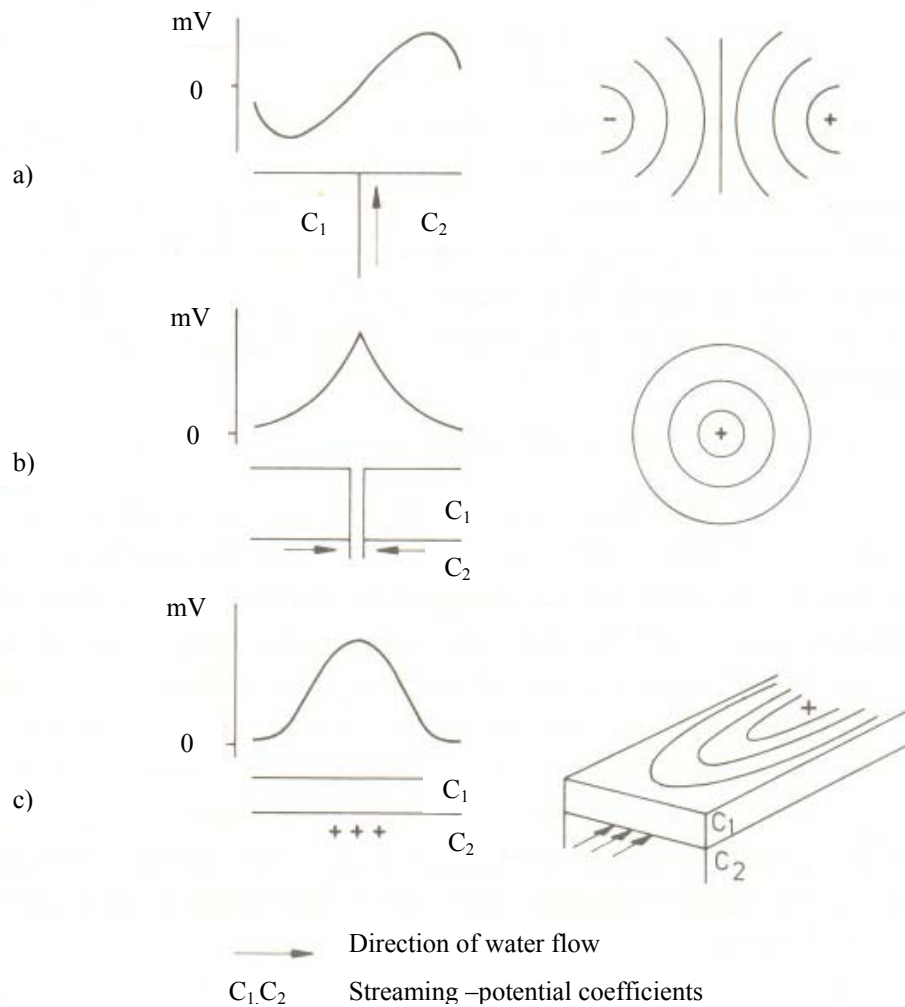 mV
0
- +
a)
C₁ C₂
mV
0
+
b)
C₁
C₂
mV
0
+
c)
C₁
+ + +
C₂
C₁
C₂
Direction of water flow
C₁,C₂ Streaming –potential coefficients